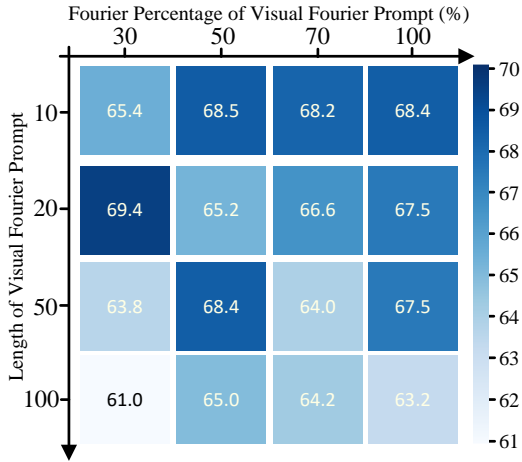 Fourier Percentage of Visual Fourier Prompt (%)
30 50 70 100
Length of Visual Fourier Prompt
10 65.4 68.5 68.2 68.4
20 69.4 65.2 66.6 67.5
50 63.8 68.4 64.0 67.5
100 61.0 65.0 64.2 63.2
70
69
68
67
66
65
64
63
62
61